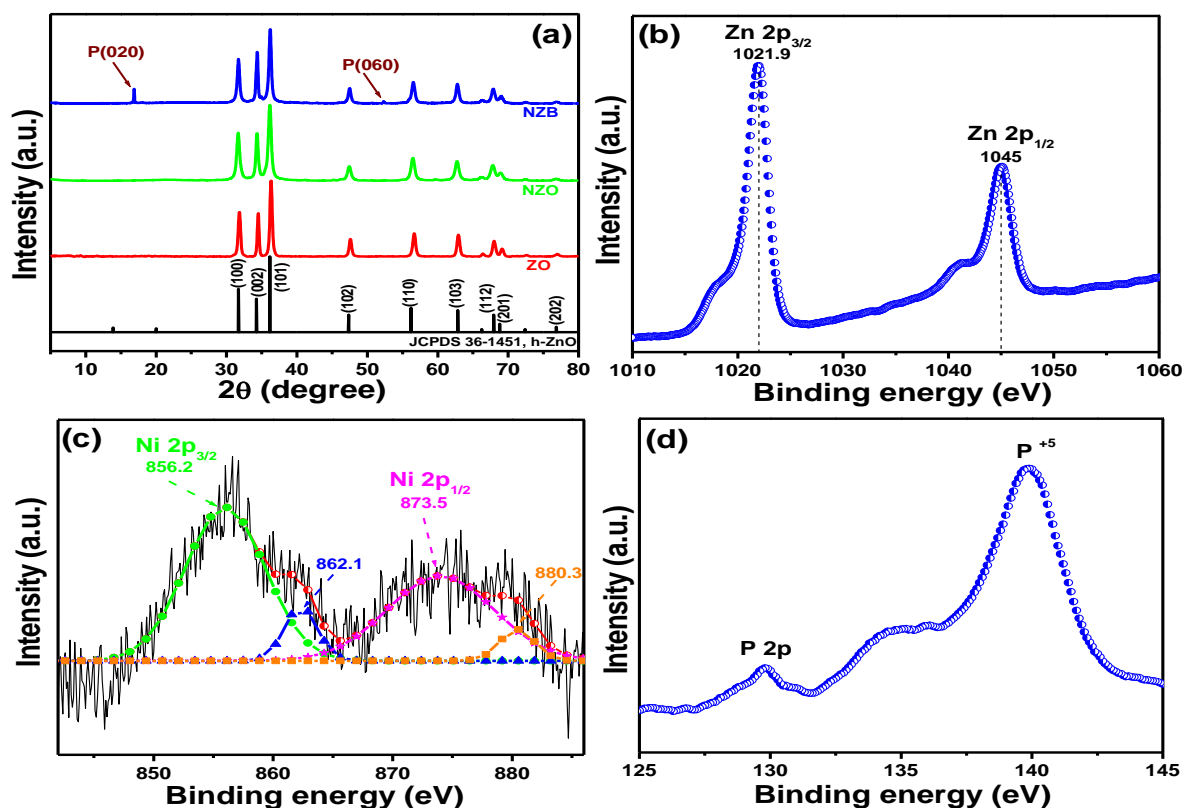 (a)
P(020)
P(060)
NZB
NZO
ZO
(100)
(002)
(101)
(102)
(110)
(103)
(112)
(201)
(202)
JCPDS 36-1451, h-ZnO
Intensity (a.u.)
5 10 20 30 40 50 60 70 80
2θ (degree)
(b)
Zn 2p3/2
1021.9
Zn 2p1/2
1045
Intensity (a.u.)
1010 1020 1030 1040 1050 1060
Binding energy (eV)
(c)
Ni 2p3/2
856.2
Ni 2p1/2
873.5
862.1
880.3
Intensity (a.u.)
850 860 870 880
Binding energy (eV)
(d)
P +5
P 2p
Intensity (a.u.)
125 130 135 140 145
Binding energy (eV)